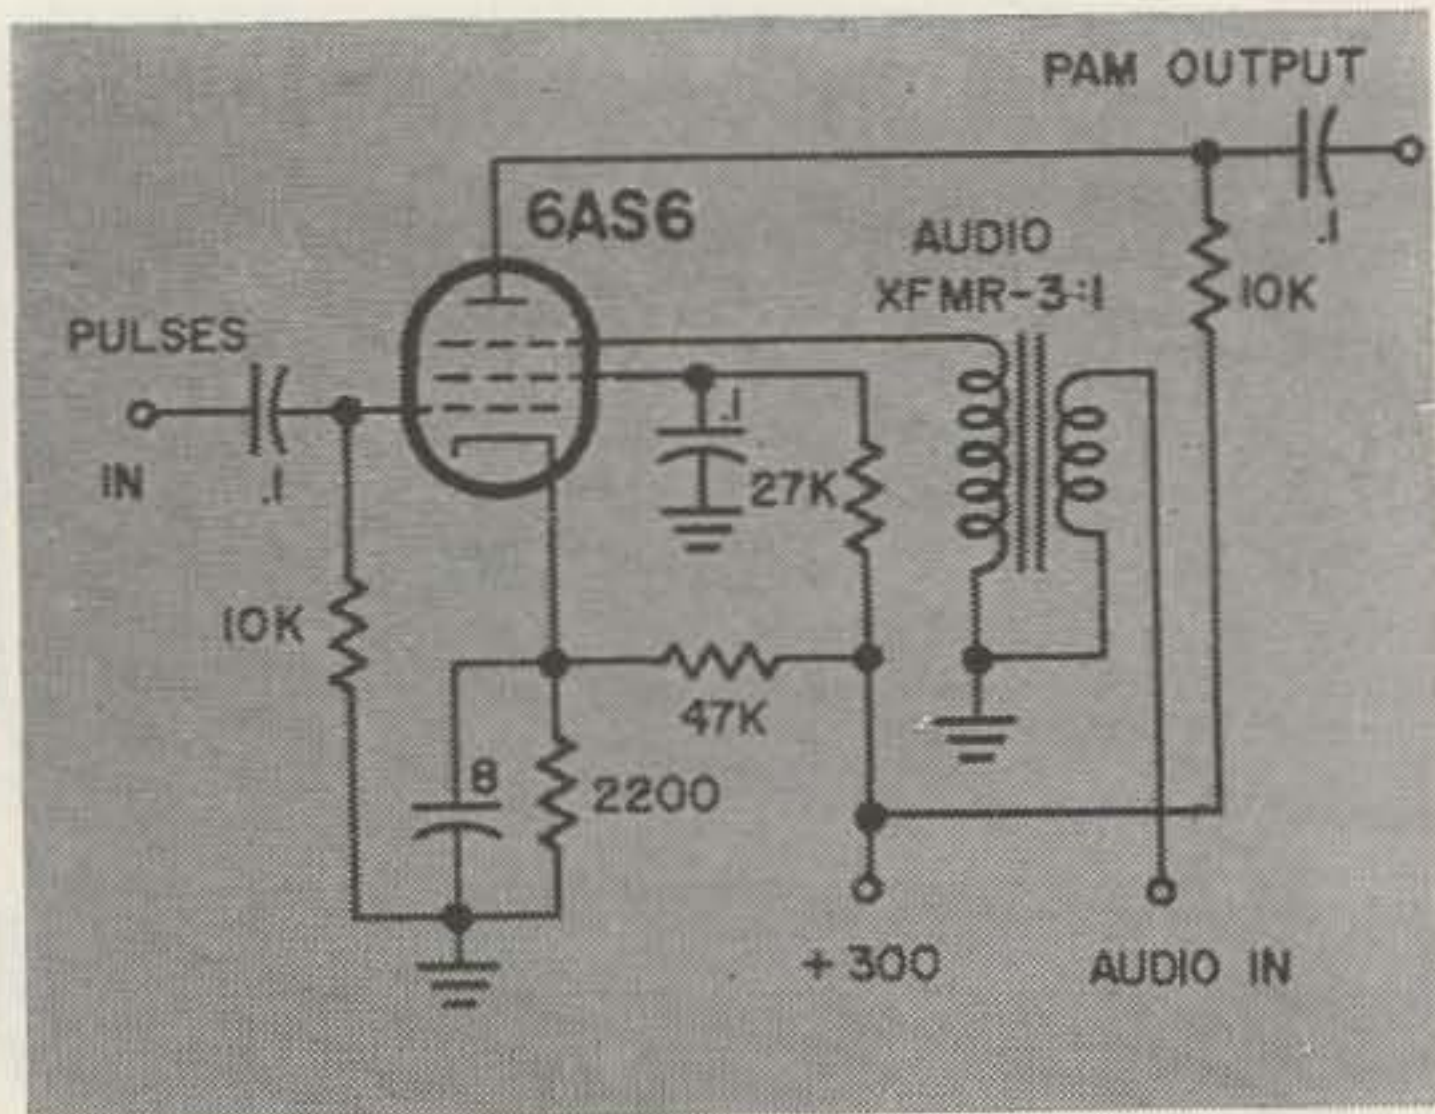 PAM OUTPUT
6AS6
.1
AUDIO
XFMR-3:1
10K
PULSES
IN
.1
.1
27K
10K
47K
8
2200
+300
AUDIO IN